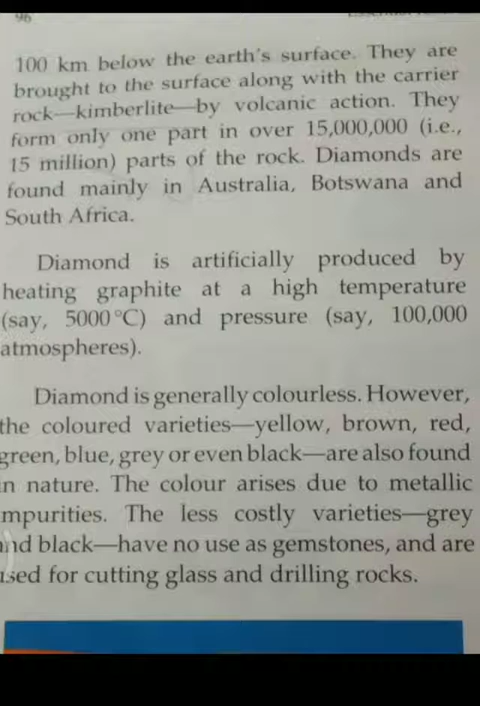 96
100 km below the earth's surface. They are
brought to the surface along with the carrier
rock—kimberlite—by volcanic action. They
form only one part in over 15,000,000 (i.e.,
15 million) parts of the rock. Diamonds are
found mainly in Australia, Botswana and
South Africa.
Diamond is artificially produced by
heating graphite at a high temperature
(say, 5000 °C) and pressure (say, 100,000
atmospheres).
Diamond is generally colourless. However,
the coloured varieties—yellow, brown, red,
green, blue, grey or even black—are also found
in nature. The colour arises due to metallic
mpurities. The less costly varieties—grey
and black—have no use as gemstones, and are
used for cutting glass and drilling rocks.